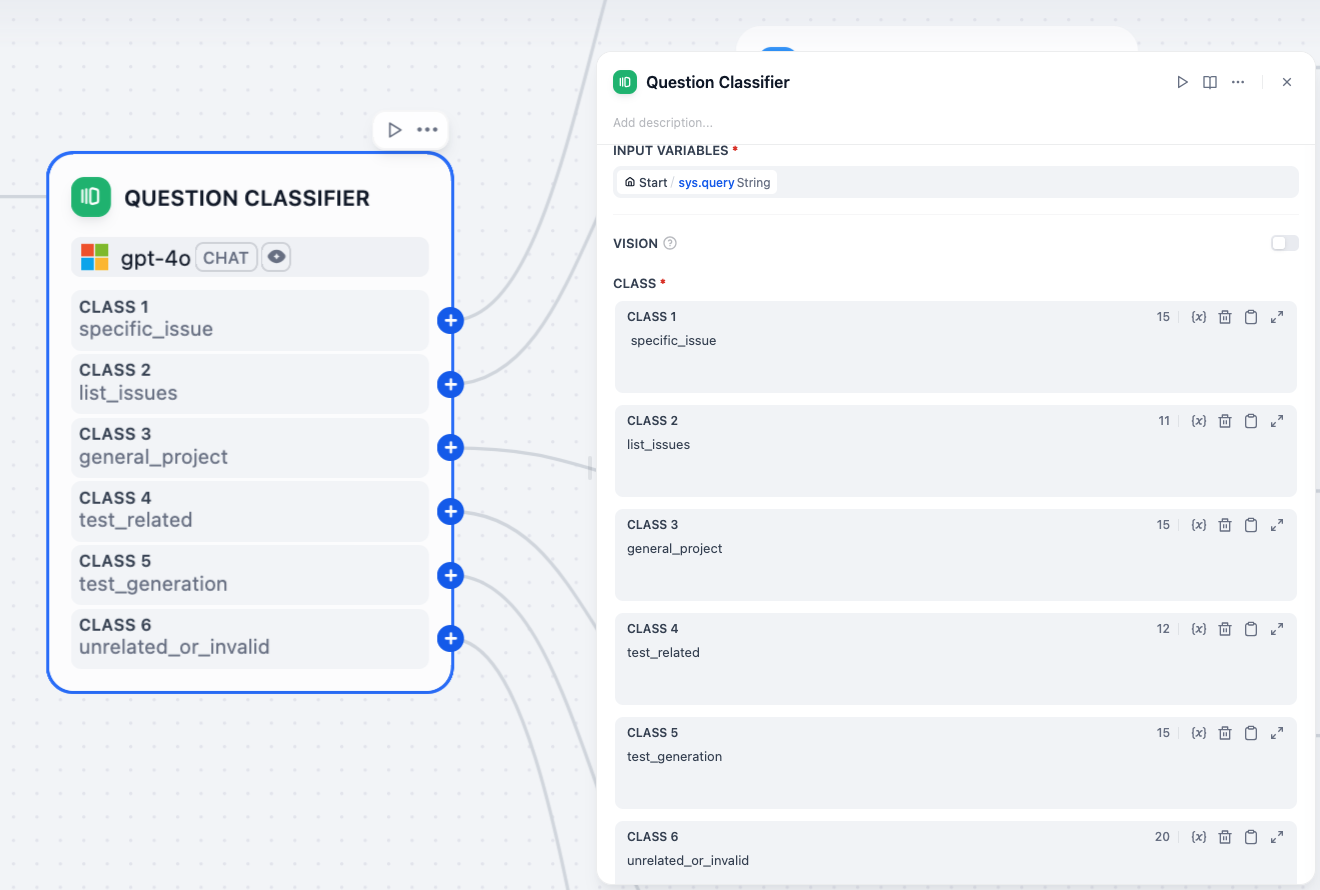 QUESTION CLASSIFIER
gpt-4o CHAT
CLASS 1
specific_issue
CLASS 2
list_issues
CLASS 3
general_project
CLASS 4
test_related
CLASS 5
test_generation
CLASS 6
unrelated_or_invalid
Question Classifier
Add description...
INPUT VARIABLES *
Start / sys.query String
VISION ?
CLASS *
CLASS 1 15 {x}
specific_issue
CLASS 2 11 {x}
list_issues
CLASS 3 15 {x}
general_project
CLASS 4 12 {x}
test_related
CLASS 5 15 {x}
test_generation
CLASS 6 20 {x}
unrelated_or_invalid